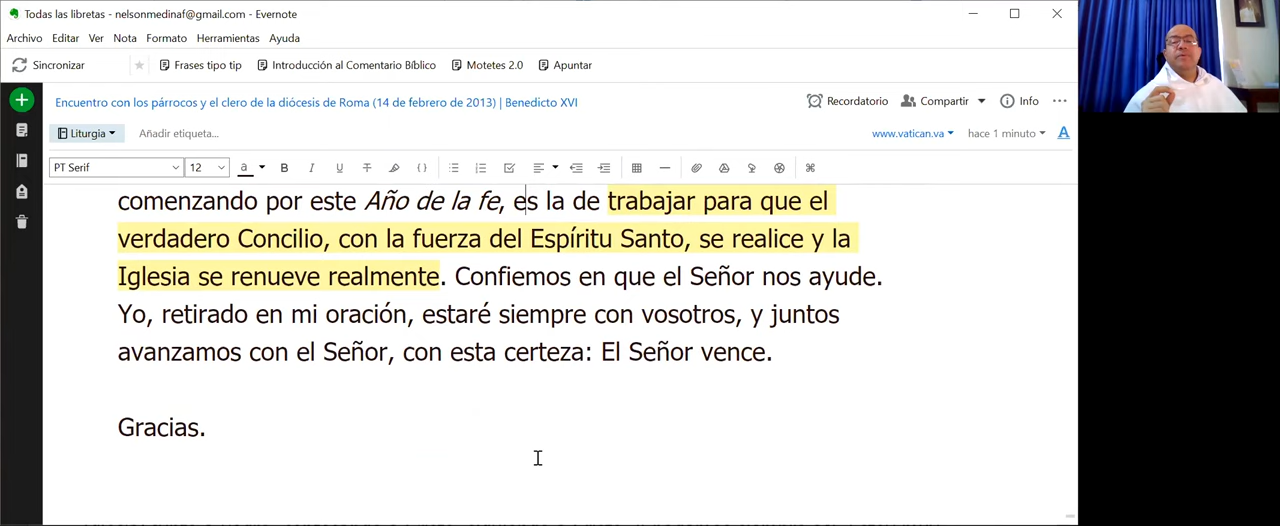 Todas las libretas - nelsonmedinaf@gmail.com - Evernote
Archivo Editar Ver Nota Formato Herramientas Ayuda
Sincronizar Frases tipo tip Introducción al Comentario Bíblico Motetes 2.0 Apuntar
Encuentro con los párrocos y el clero de la diócesis de Roma (14 de febrero de 2013) | Benedicto XVI Recordatorio Compartir Info
Liturgia Añadir etiqueta... www.vatican.va hace 1 minuto A
PT Serif 12 a B I U T { }
comenzando por este Año de la fe, es la de trabajar para que el
verdadero Concilio, con la fuerza del Espíritu Santo, se realice y la
Iglesia se renueve realmente. Confiemos en que el Señor nos ayude.
Yo, retirado en mi oración, estaré siempre con vosotros, y juntos
avanzamos con el Señor, con esta certeza: El Señor vence.
Gracias.